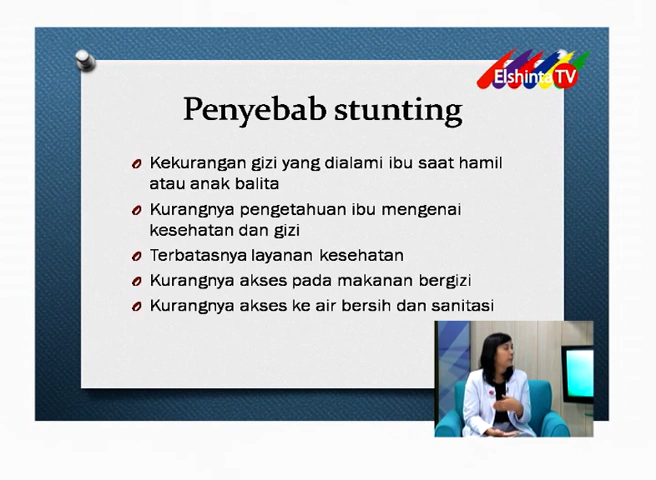 Elshinta TV
Penyebab stunting
Kekurangan gizi yang dialami ibu saat hamil
atau anak balita
Kurangnya pengetahuan ibu mengenai
kesehatan dan gizi
Terbatasnya layanan kesehatan
Kurangnya akses pada makanan bergizi
Kurangnya akses ke air bersih dan sanitasi